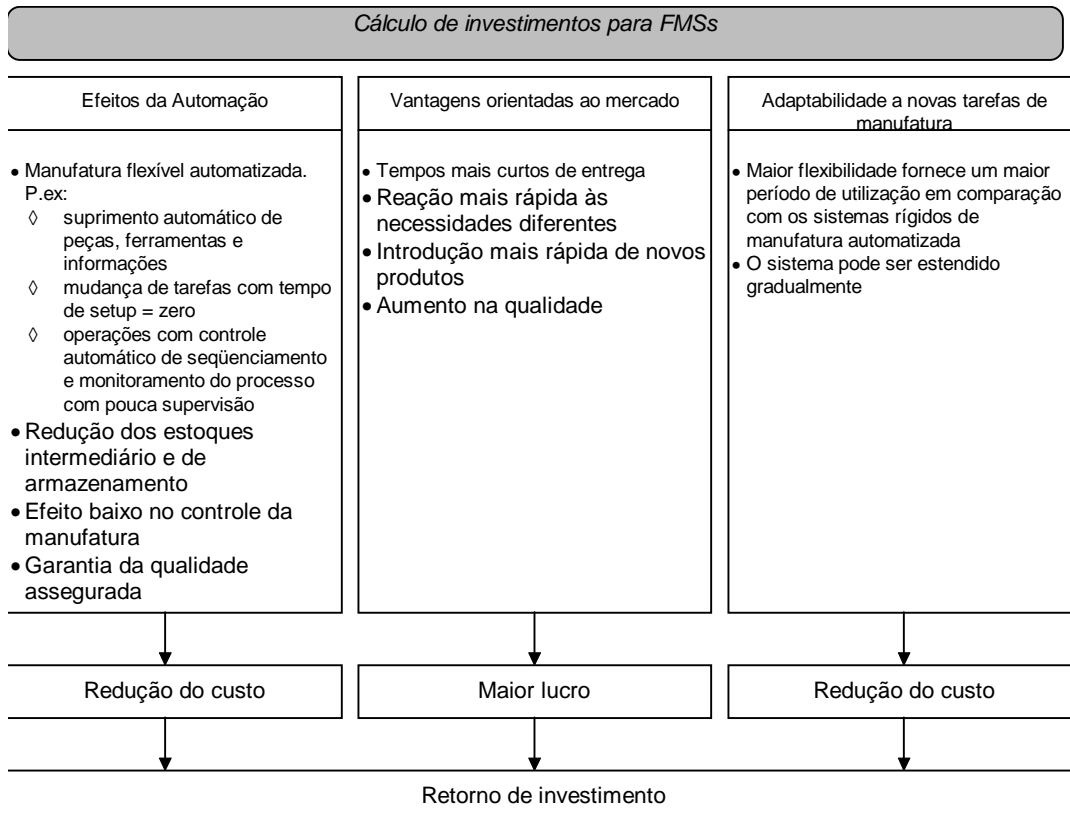 Cálculo de investimentos para FMSs
Efeitos da Automação
• Manufatura flexível automatizada.
P.ex:
◊ suprimento automático de
peças, ferramentas e
informações
◊ mudança de tarefas com tempo
de setup = zero
◊ operações com controle
automático de seqüenciamento
e monitoramento do processo
com pouca supervisão
• Redução dos estoques
intermediário e de
armazenamento
• Efeito baixo no controle da
manufatura
• Garantia da qualidade
assegurada
Redução do custo
Vantagens orientadas ao mercado
• Tempos mais curtos de entrega
• Reação mais rápida às
necessidades diferentes
• Introdução mais rápida de novos
produtos
• Aumento na qualidade
Maior lucro
Adaptabilidade a novas tarefas de
manufatura
• Maior flexibilidade fornece um maior
período de utilização em comparação
com os sistemas rígidos de
manufatura automatizada
• O sistema pode ser estendido
gradualmente
Redução do custo
Retorno de investimento